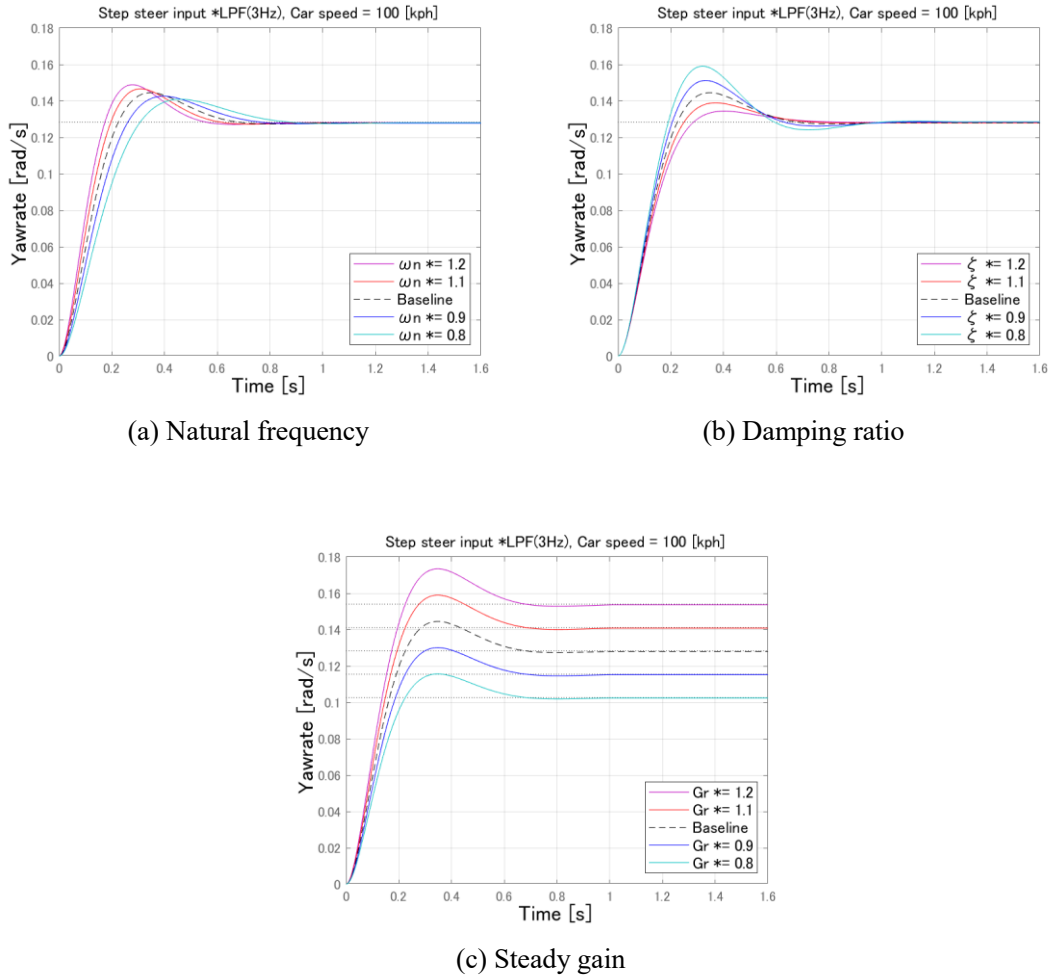 Step steer input *LPF(3Hz), Car speed = 100 [kph]
Yawrate [rad/s]
0.18
0.16
0.14
0.12
0.1
0.08
0.06
0.04
0.02
0
ωn *= 1.2
ωn *= 1.1
Baseline
ωn *= 0.9
ωn *= 0.8
0 0.2 0.4 0.6 0.8 1 1.2 1.4 1.6
Time [s]
(a) Natural frequency
Step steer input *LPF(3Hz), Car speed = 100 [kph]
Yawrate [rad/s]
0.18
0.16
0.14
0.12
0.1
0.08
0.06
0.04
0.02
0
ζ *= 1.2
ζ *= 1.1
Baseline
ζ *= 0.9
ζ *= 0.8
0 0.2 0.4 0.6 0.8 1 1.2 1.4 1.6
Time [s]
(b) Damping ratio
Step steer input *LPF(3Hz), Car speed = 100 [kph]
Yawrate [rad/s]
0.18
0.16
0.14
0.12
0.1
0.08
0.06
0.04
0.02
0
Gr *= 1.2
Gr *= 1.1
Baseline
Gr *= 0.9
Gr *= 0.8
0 0.2 0.4 0.6 0.8 1 1.2 1.4 1.6
Time [s]
(c) Steady gain